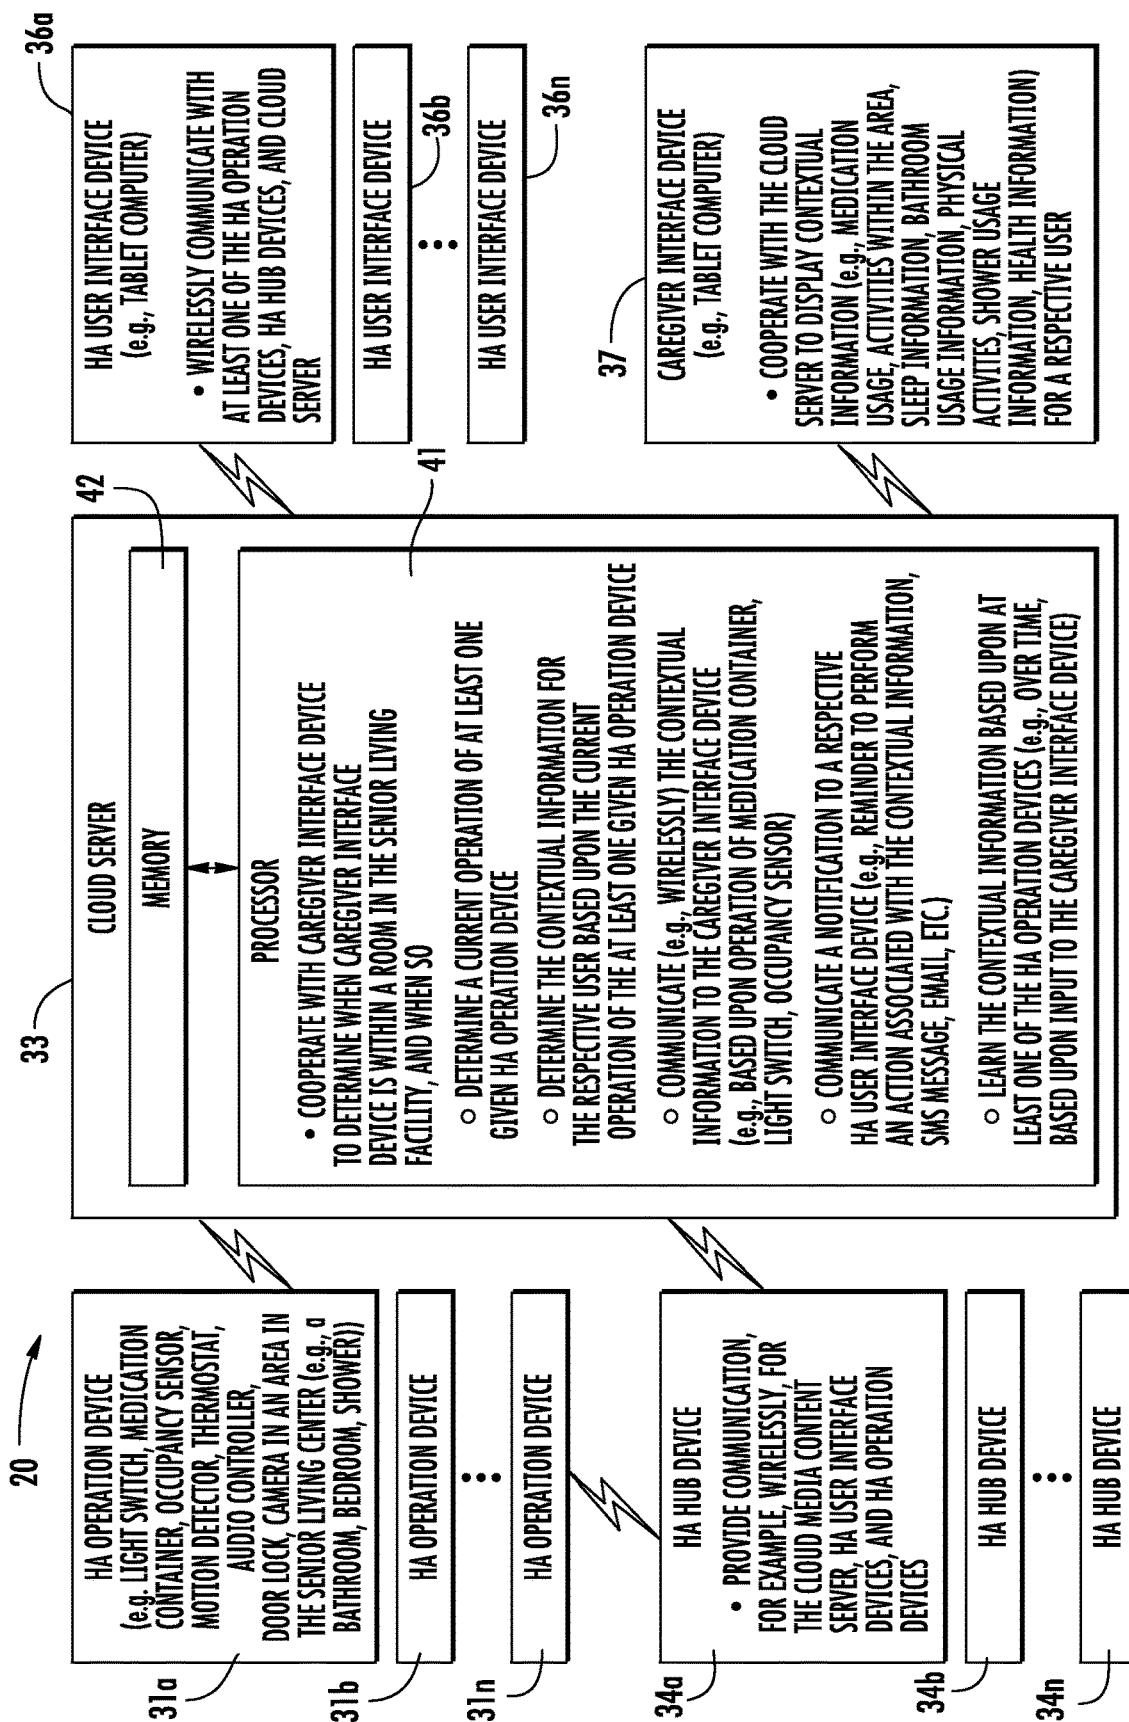 20
31a
HA OPERATION DEVICE
(e.g. LIGHT SWITCH, MEDICATION
CONTAINER, OCCUPANCY SENSOR,
MOTION DETECTOR, THERMOSTAT,
AUDIO CONTROLLER,
DOOR LOCK, CAMERA IN AN AREA IN
THE SENIOR LIVING CENTER (e.g., a
BATHROOM, BEDROOM, SHOWER))
31b
HA OPERATION DEVICE
31n
HA OPERATION DEVICE
34a
HA HUB DEVICE
• PROVIDE COMMUNICATION,
FOR EXAMPLE, WIRELESSLY, FOR
THE CLOUD MEDIA CONTENT
SERVER, HA USER INTERFACE
DEVICES, AND HA OPERATION
DEVICES
34b
HA HUB DEVICE
34n
HA HUB DEVICE
33
CLOUD SERVER
42
MEMORY
41
PROCESSOR
• COOPERATE WITH CAREGIVER INTERFACE DEVICE
TO DETERMINE WHEN CAREGIVER INTERFACE
DEVICE IS WITHIN A ROOM IN THE SENIOR LIVING
FACILITY, AND WHEN SO
○ DETERMINE A CURRENT OPERATION OF AT LEAST ONE
GIVEN HA OPERATION DEVICE
○ DETERMINE THE CONTEXTUAL INFORMATION FOR
THE RESPECTIVE USER BASED UPON THE CURRENT
OPERATION OF THE AT LEAST ONE GIVEN HA OPERATION DEVICE
○ COMMUNICATE (e.g., WIRELESSLY) THE CONTEXTUAL
INFORMATION TO THE CAREGIVER INTERFACE DEVICE
(e.g., BASED UPON OPERATION OF MEDICATION CONTAINER,
LIGHT SWITCH, OCCUPANCY SENSOR)
○ COMMUNICATE A NOTIFICATION TO A RESPECTIVE
HA USER INTERFACE DEVICE (e.g., REMINDER TO PERFORM
AN ACTION ASSOCIATED WITH THE CONTEXTUAL INFORMATION,
SMS MESSAGE, EMAIL, ETC.)
○ LEARN THE CONTEXTUAL INFORMATION BASED UPON AT
LEAST ONE OF THE HA OPERATION DEVICES (e.g., OVER TIME,
BASED UPON INPUT TO THE CAREGIVER INTERFACE DEVICE)
36a
HA USER INTERFACE DEVICE
(e.g., TABLET COMPUTER)
• WIRELESSLY COMMUNICATE WITH
AT LEAST ONE OF THE HA OPERATION
DEVICES, HA HUB DEVICES, AND CLOUD
SERVER
HA USER INTERFACE DEVICE
36b
HA USER INTERFACE DEVICE
36n
37
CAREGIVER INTERFACE DEVICE
(e.g., TABLET COMPUTER)
• COOPERATE WITH THE CLOUD
SERVER TO DISPLAY CONTEXTUAL
INFORMATION (e.g., MEDICATION
USAGE, ACTIVITIES WITHIN THE AREA,
SLEEP INFORMATION, BATHROOM
USAGE INFORMATION, PHYSICAL
ACTIVITIES, SHOWER USAGE
INFORMATION, HEALTH INFORMATION)
FOR A RESPECTIVE USER